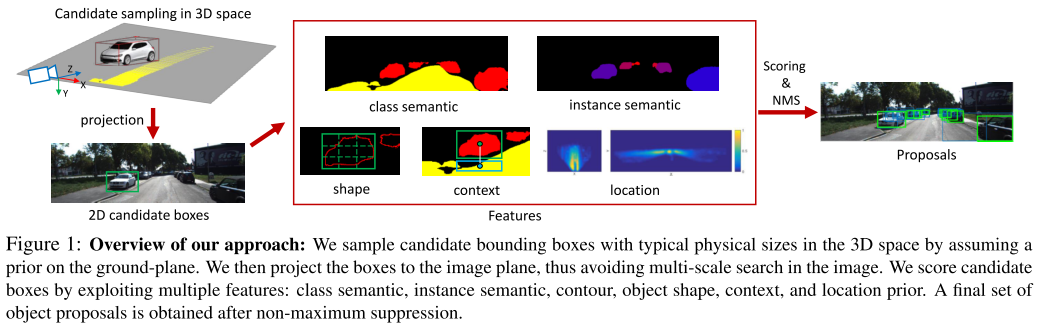 Candidate sampling in 3D space
Z
X
Y
projection
2D candidate boxes
class semantic
instance semantic
shape
context
location
Features
Scoring
&
NMS
Proposals
Figure 1: Overview of our approach: We sample candidate bounding boxes with typical physical sizes in the 3D space by assuming a
prior on the ground-plane. We then project the boxes to the image plane, thus avoiding multi-scale search in the image. We score candidate
boxes by exploiting multiple features: class semantic, instance semantic, contour, object shape, context, and location prior. A final set of
object proposals is obtained after non-maximum suppression.